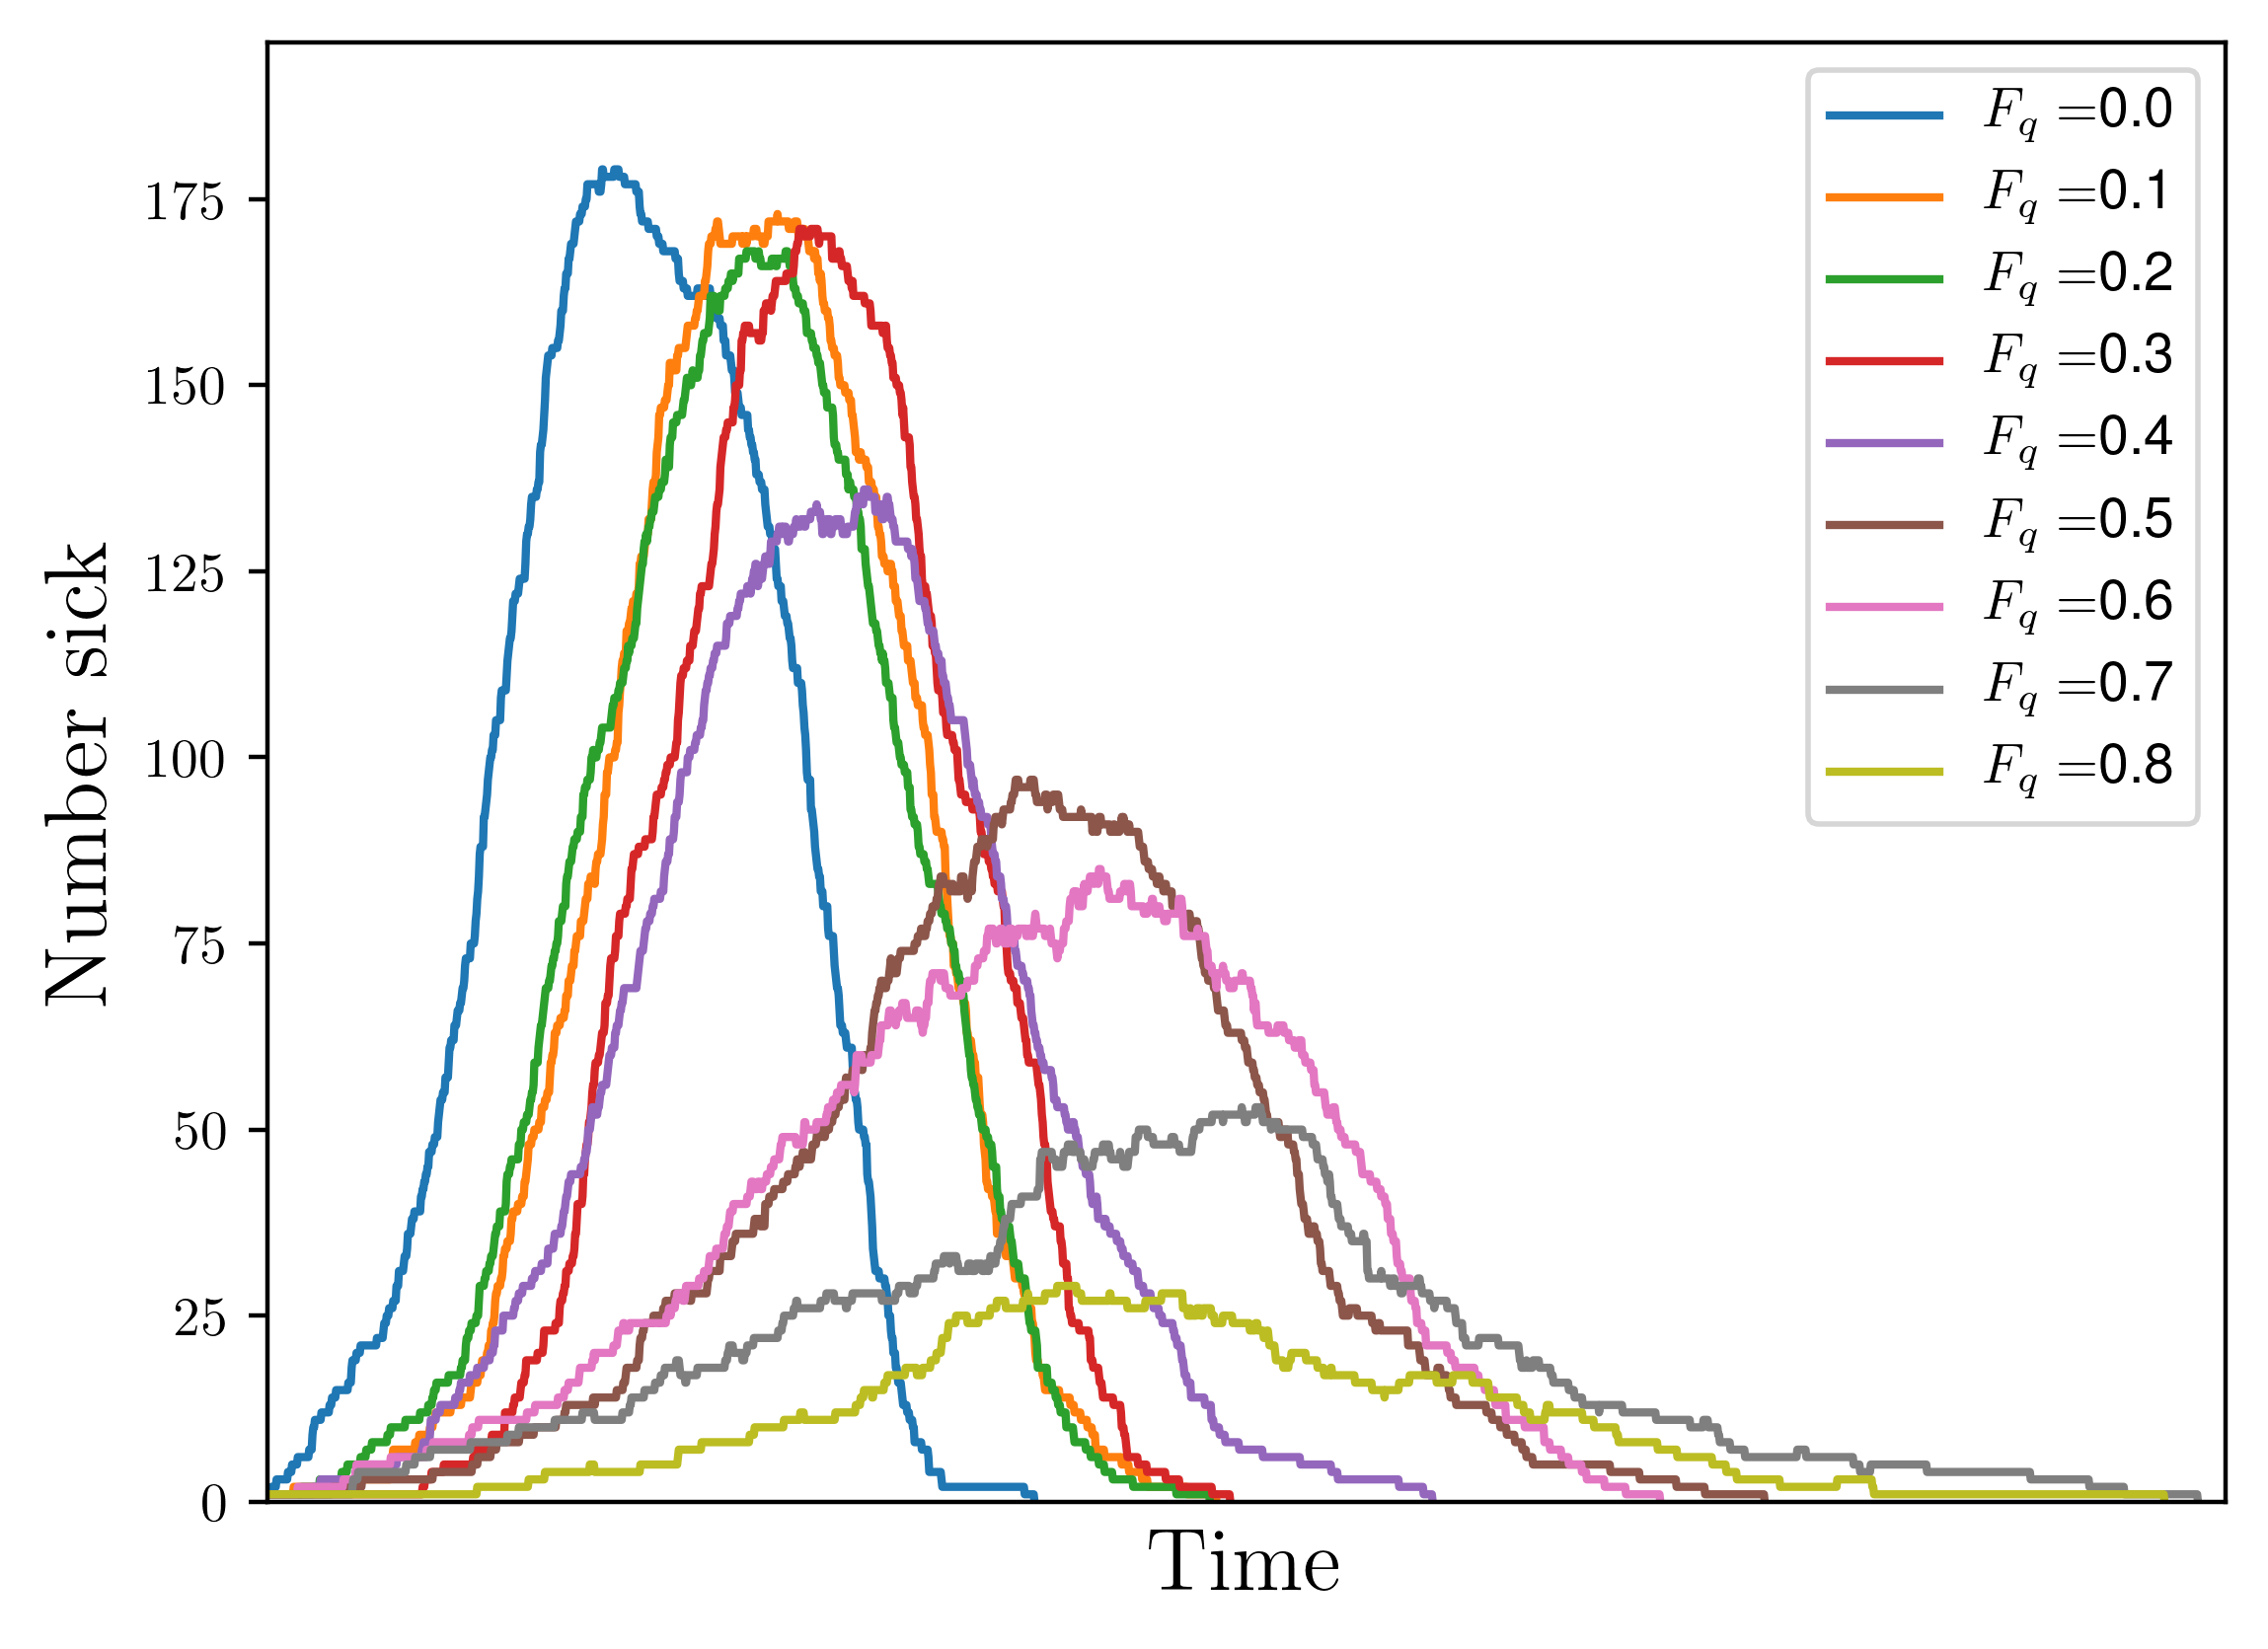 Number sick
175
150
125
100
75
50
25
0
Time
F_q =0.0
F_q =0.1
F_q =0.2
F_q =0.3
F_q =0.4
F_q =0.5
F_q =0.6
F_q =0.7
F_q =0.8